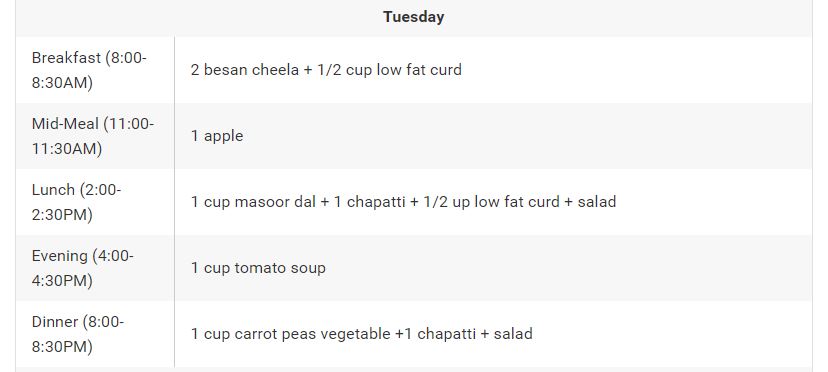 Tuesday
Breakfast (8:00-
8:30AM)
2 besan cheela + 1/2 cup low fat curd
Mid-Meal (11:00-
11:30AM)
1 apple
Lunch (2:00-
2:30PM)
1 cup masoor dal + 1 chapatti + 1/2 up low fat curd + salad
Evening (4:00-
4:30PM)
1 cup tomato soup
Dinner (8:00-
8:30PM)
1 cup carrot peas vegetable +1 chapatti + salad